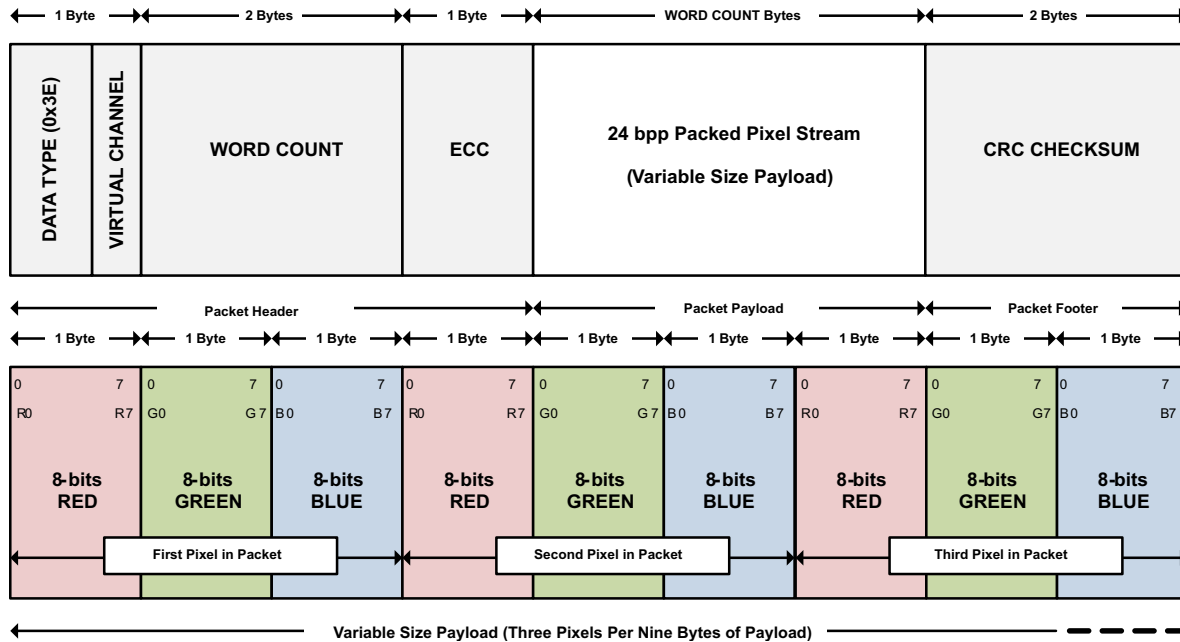 1 Byte 2 Bytes 1 Byte WORD COUNT Bytes 2 Bytes
DATA TYPE (0x3E)
VIRTUAL CHANNEL
WORD COUNT
ECC
24 bpp Packed Pixel Stream
(Variable Size Payload)
CRC CHECKSUM
Packet Header Packet Payload Packet Footer
1 Byte 1 Byte 1 Byte 1 Byte 1 Byte 1 Byte 1 Byte 1 Byte 1 Byte
0 7 0 7 0 7 0 7 0 7 0 7 0 7 0 7 0 7
R0 R7 G0 G7 B0 B7 R0 R7 G0 G7 B0 B7 R0 R7 G0 G7 B0 B7
8-bits 8-bits 8-bits 8-bits 8-bits 8-bits 8-bits 8-bits 8-bits
RED GREEN BLUE RED GREEN BLUE RED GREEN BLUE
First Pixel in Packet Second Pixel in Packet Third Pixel in Packet
Variable Size Payload (Three Pixels Per Nine Bytes of Payload)